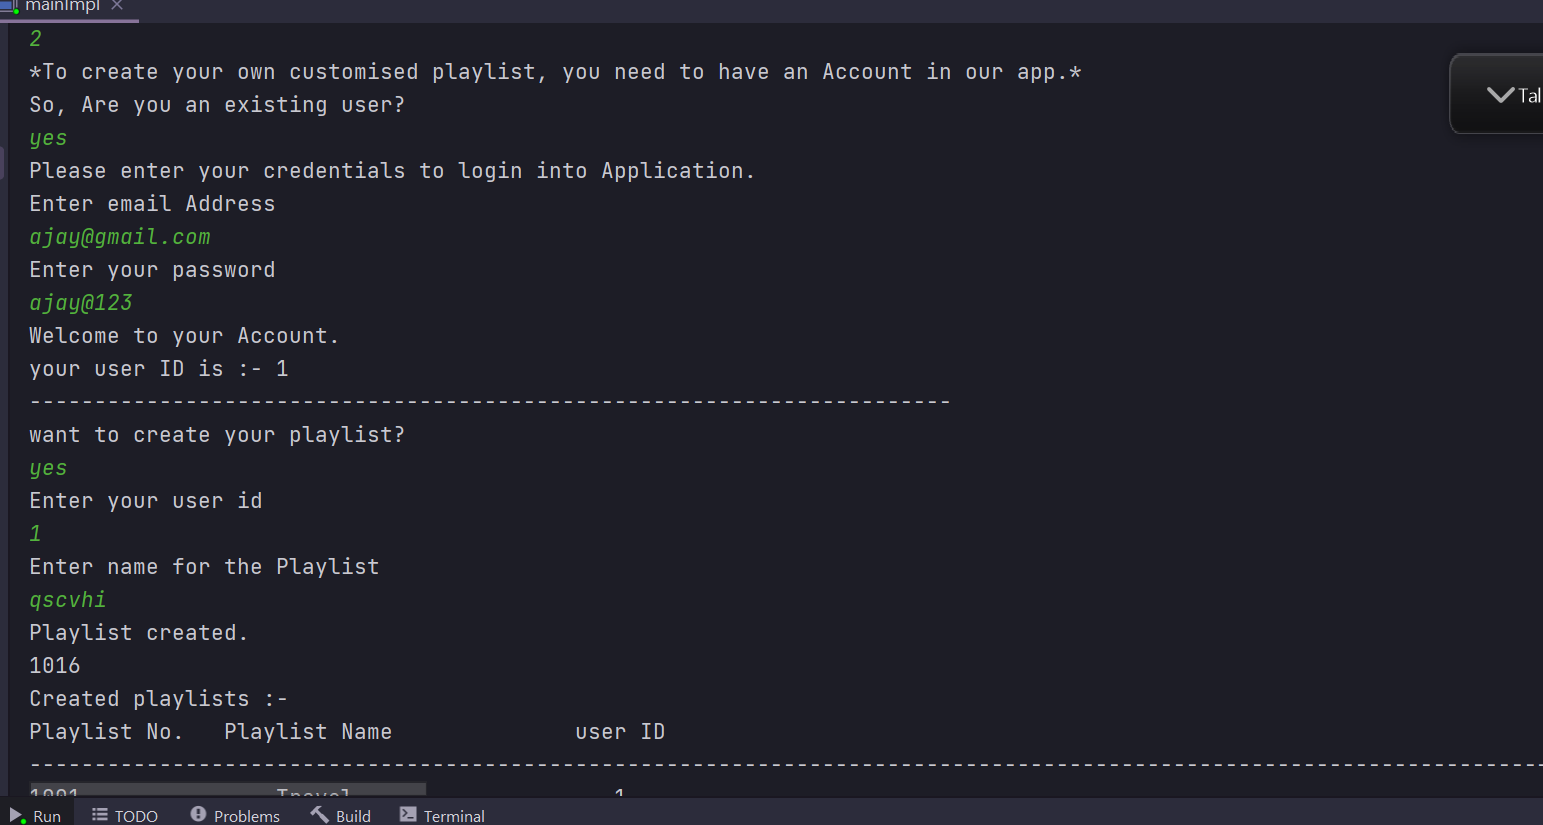 mainImpl
2
*To create your own customised playlist, you need to have an Account in our app.*
So, Are you an existing user?
yes
Please enter your credentials to login into Application.
Enter email Address
ajay@gmail.com
Enter your password
ajay@123
Welcome to your Account.
your user ID is :- 1
-----------------------------------------------------------------------
want to create your playlist?
yes
Enter your user id
1
Enter name for the Playlist
qscvhi
Playlist created.
1016
Created playlists :-
Playlist No. Playlist Name user ID
----------------------------------------------------------------------------------------------------------------------
1001 Travel 1
Tal
Run TODO Problems Build Terminal